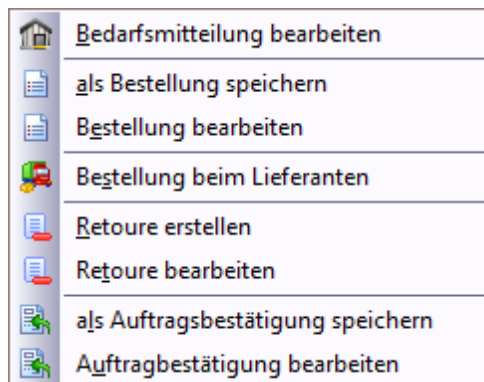 Bedarfsmitteilung bearbeiten
als Bestellung speichern
Bestellung bearbeiten
Bestellung beim Lieferanten
Retoure erstellen
Retoure bearbeiten
als Auftragsbestätigung speichern
Auftragbestätigung bearbeiten